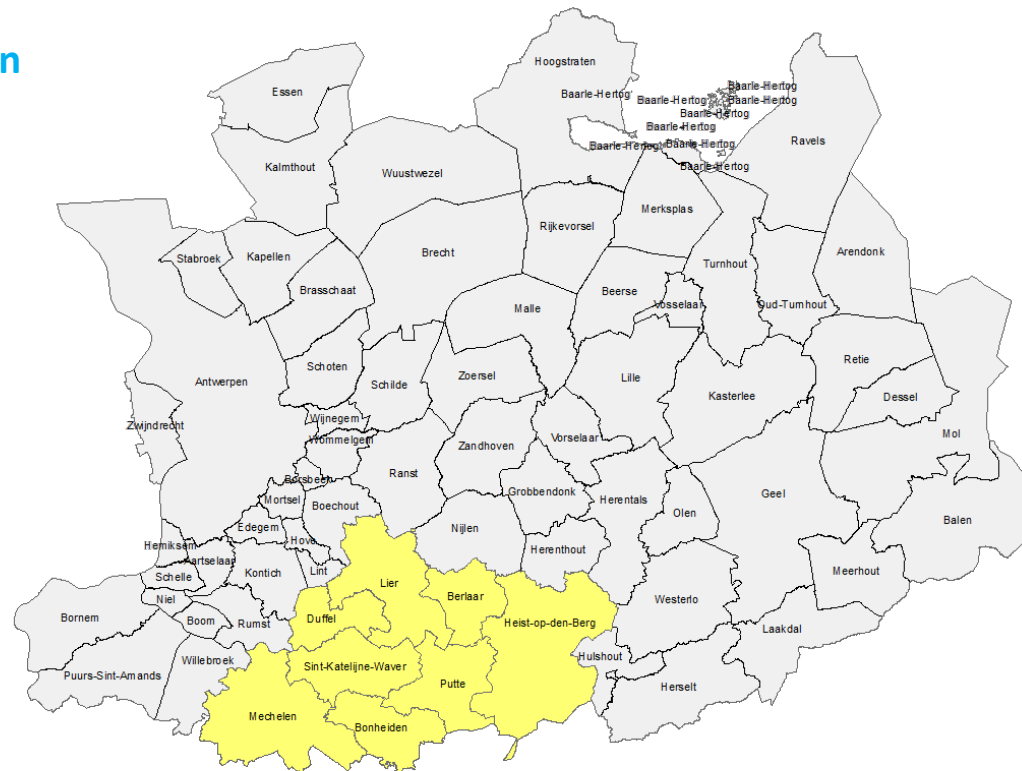 n
Hoogstraten
Essen
Baarle-Hertog
Baarle-Hertog
Baarle-Hertog
Baarle-Hertog
Baarle-Hertog
Baarle-Hertog
Baarle-Hertog
Baarle-Hertog
Baarle-Hertog
Ravels
Kalmthout
Wuustwezel
Merksplas
Rijkevorsel
Brecht
Stabroek
Kapellen
Brasschaat
Turnhout
Arendonk
Beerse
Vosselaar
Oud-Turnhout
Malle
Schoten
Schilde
Zoersel
Lille
Kasterlee
Retie
Dessel
Antwerpen
Zwijndrecht
Wijnegem
Wommelgem
Vorselaar
Zandhoven
Mol
Ranst
Borsbeek
Mortsel
Boechout
Grobbendonk
Herentals
Geel
Olen
Balen
Edegem
Hove
Nijlen
Hemiksem
Aartselaar
Herenthout
Schelle
Kontich
Lint
Lier
Meerhout
Niel
Berlaar
Westerlo
Bornem
Boom
Rumst
Duffel
Heist-op-den-Berg
Laakdal
Willebroek
Sint-Katelijne-Waver
Hulshout
Puurs-Sint-Amands
Putte
Herselt
Mechelen
Bonheiden